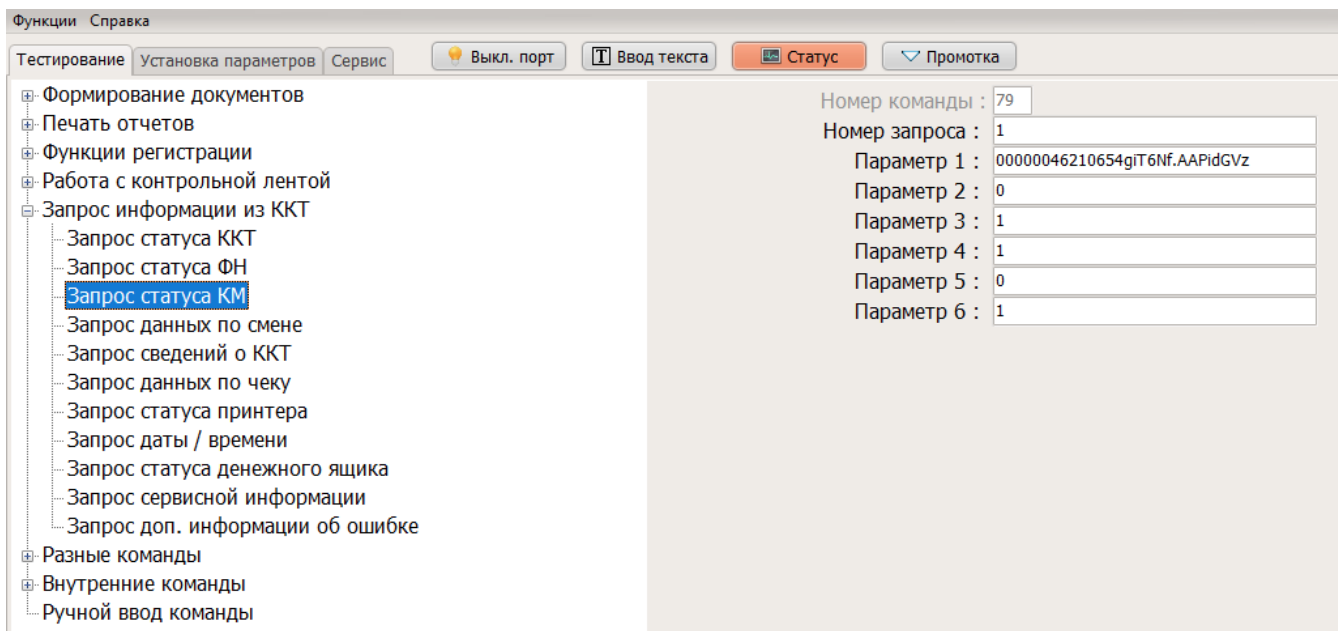 Функции Справка
Тестирование Установка параметров Сервис Выкл. порт Ввод текста Статус Промотка
Формирование документов
Печать отчетов
Функции регистрации
Работа с контрольной лентой
Запрос информации из ККТ
Запрос статуса ККТ
Запрос статуса ФН
Запрос статуса КМ
Запрос данных по смене
Запрос сведений о ККТ
Запрос данных по чеку
Запрос статуса принтера
Запрос даты / времени
Запрос статуса денежного ящика
Запрос сервисной информации
Запрос доп. информации об ошибке
Разные команды
Внутренние команды
Ручной ввод команды
Номер команды : 79
Номер запроса : 1
Параметр 1 : 00000046210654giT6Nf.AAPidGVz
Параметр 2 : 0
Параметр 3 : 1
Параметр 4 : 1
Параметр 5 : 0
Параметр 6 : 1